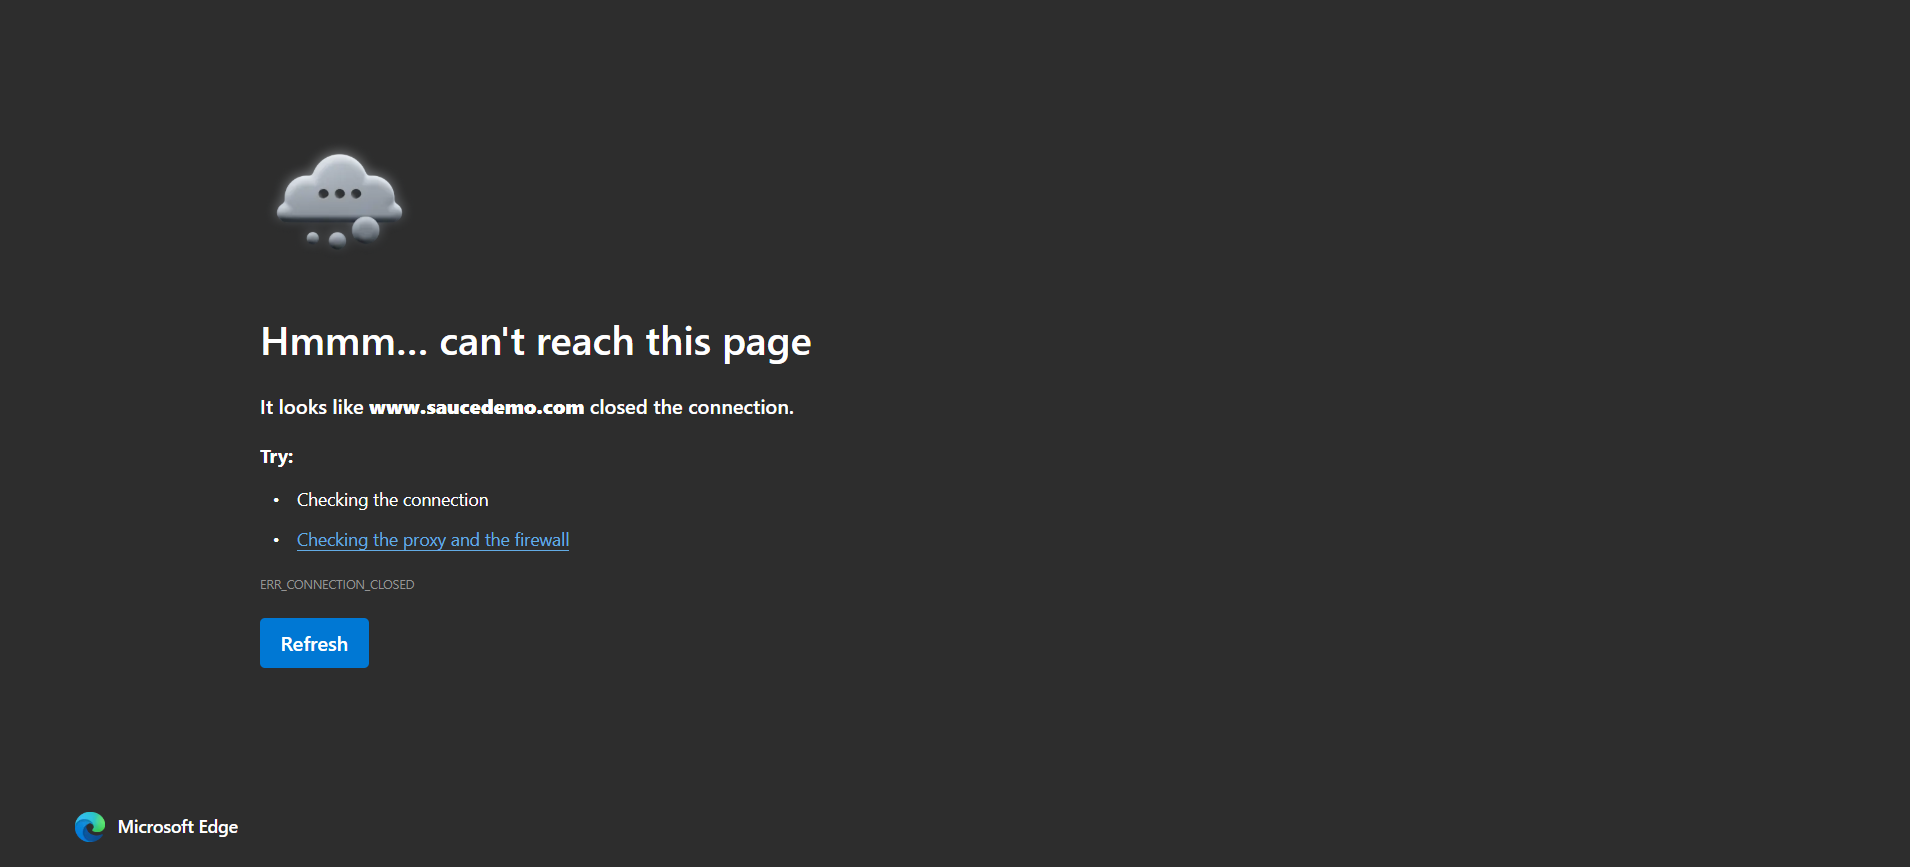 Hmmm... can't reach this page
It looks like www.saucedemo.com closed the connection.
Try:
• Checking the connection
• Checking the proxy and the firewall
ERR_CONNECTION_CLOSED
Refresh
Microsoft Edge